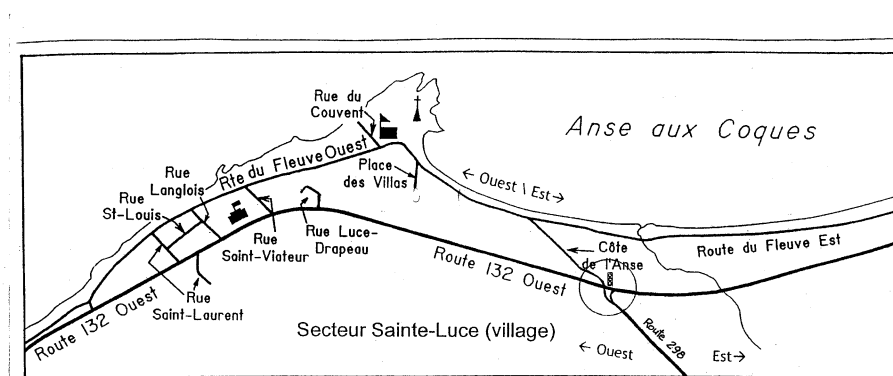 Rue du
Couvent
Anse aux Coques
Rte du Fleuve Ouest
Rue
Langlois
Rue
St-Louis
Place
des Villas
← Ouest \ Est →
Rue Luce-
Drapeau
Rue
Saint-Viateur
Côte
de l'Anse
Route du Fleuve Est
Route 132 Ouest
Rue
Saint-Laurent
Route 132 Ouest
Secteur Sainte-Luce (village)
Route 298
← Ouest
Est →